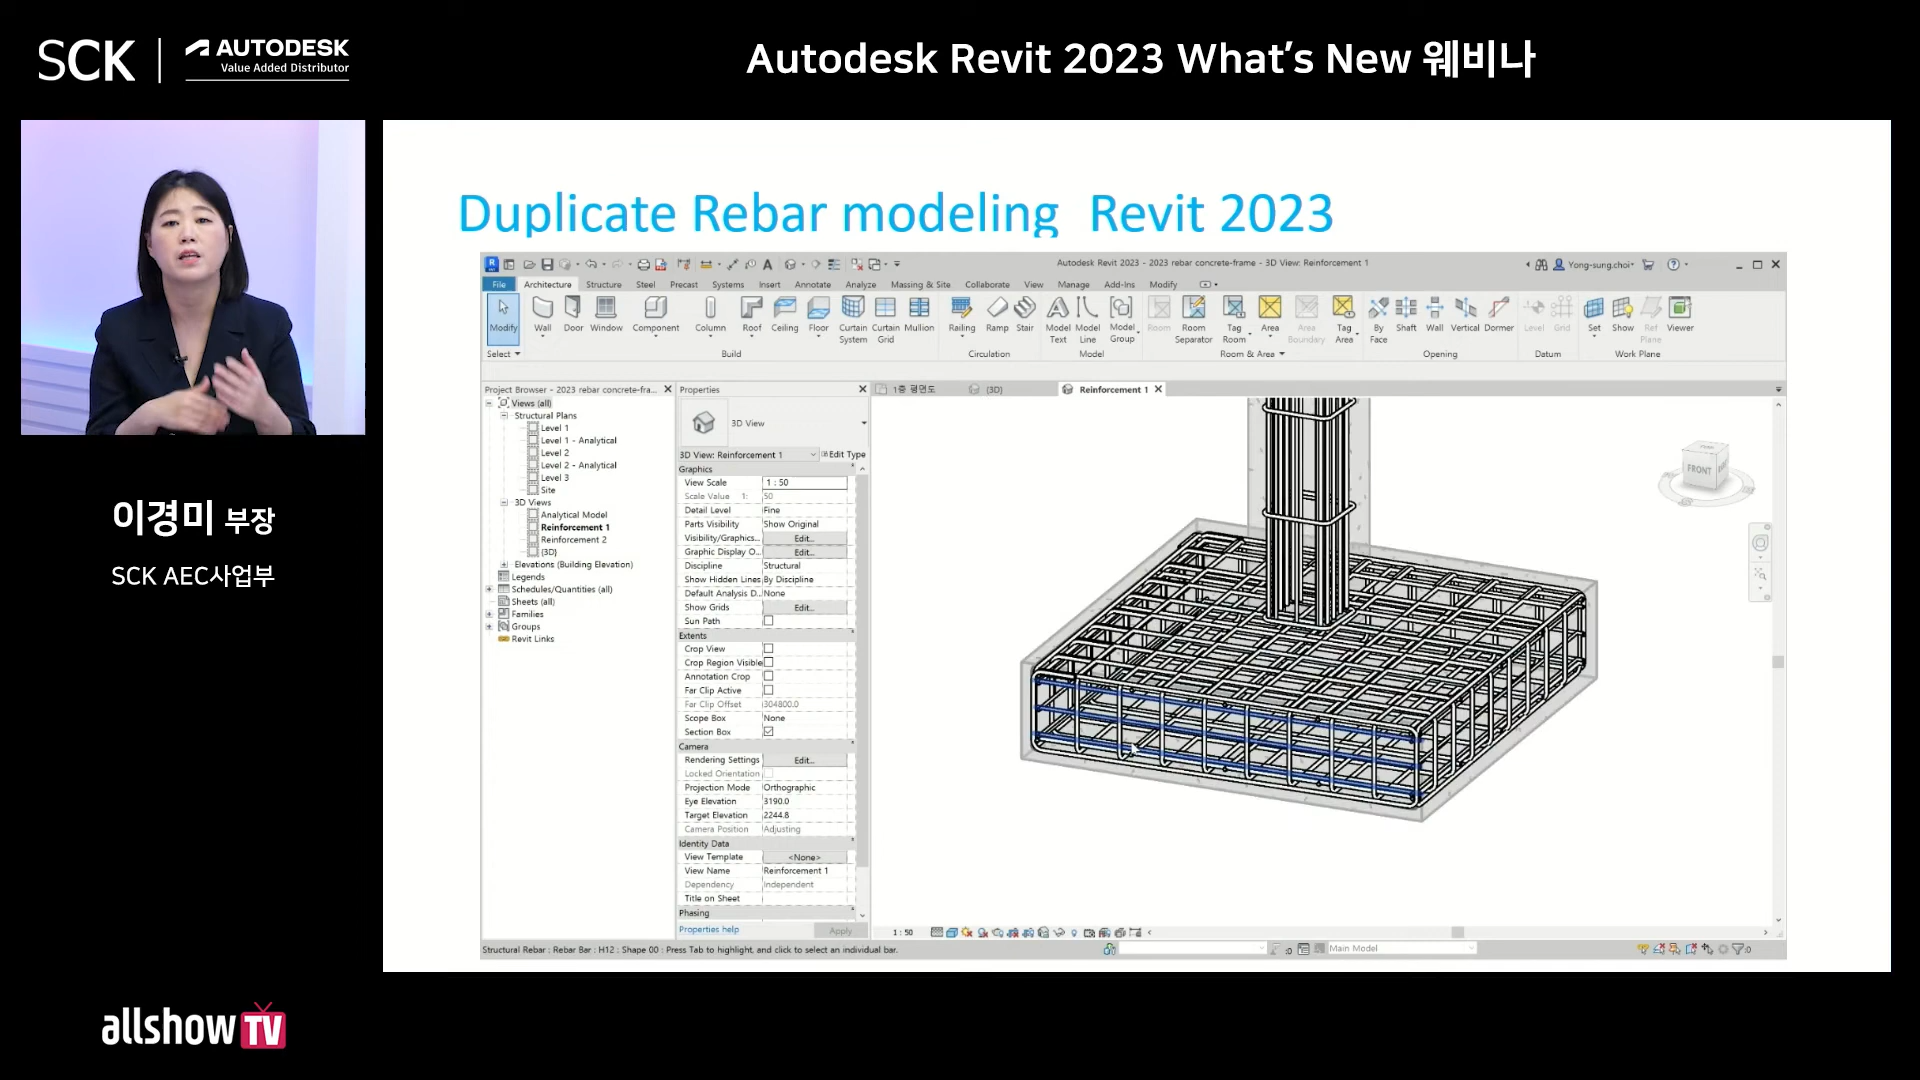 SCK | AUTODESK
Value Added Distributor
Autodesk Revit 2023 What's New 웨비나
이경미 부장
SCK AEC사업부
allshow TV
Duplicate Rebar modeling Revit 2023
Autodesk Revit 2023 - 2023 rebar concrete-frame - 3D View: Reinforcement 1
Yong-sung.choi
File Architecture Structure Steel Precast Systems Insert Annotate Analyze Massing & Site Collaborate View Manage Add-Ins Modify
Modify Wall Door Window Component Column Roof Ceiling Floor Curtain System Curtain Grid Mullion Railing Ramp Stair Model Text Model Line Model Group Room Room Separator Tag Room Area Area Boundary Tag Area By Face Shaft Wall Vertical Dormer Level Grid Set Show Ref Plane Viewer
Select Build Circulation Model Room & Area Opening Datum Work Plane
Project Browser - 2023 rebar concrete-fra...
Views (all)
Structural Plans
Level 1
Level 1 - Analytical
Level 2
Level 2 - Analytical
Level 3
Site
3D Views
Analytical Model
Reinforcement 1
Reinforcement 2
{3D}
Elevations (Building Elevation)
Legends
Schedules/Quantities (all)
Sheets (all)
Families
Groups
Revit Links
Properties
3D View
3D View: Reinforcement 1 Edit Type
Graphics
View Scale 1 : 50
Scale Value 1: 50
Detail Level Fine
Parts Visibility Show Original
Visibility/Graphics... Edit...
Graphic Display O... Edit...
Discipline Structural
Show Hidden Lines By Discipline
Default Analysis D... None
Show Grids Edit...
Sun Path
Extents
Crop View
Crop Region Visible
Annotation Crop
Far Clip Active
Far Clip Offset 304800.0
Scope Box None
Section Box
Camera
Rendering Settings Edit...
Locked Orientation
Projection Mode Orthographic
Eye Elevation 3190.0
Target Elevation 2244.8
Camera Position Adjusting
Identity Data
View Template <None>
View Name Reinforcement 1
Dependency Independent
Title on Sheet
Phasing
Properties help Apply
1층 평면도 {3D} Reinforcement 1
FRONT
1 : 50
Structural Rebar : Rebar Bar : H12 : Shape 00 : Press Tab to highlight, and click to select an individual bar.
:0 Main Model :0